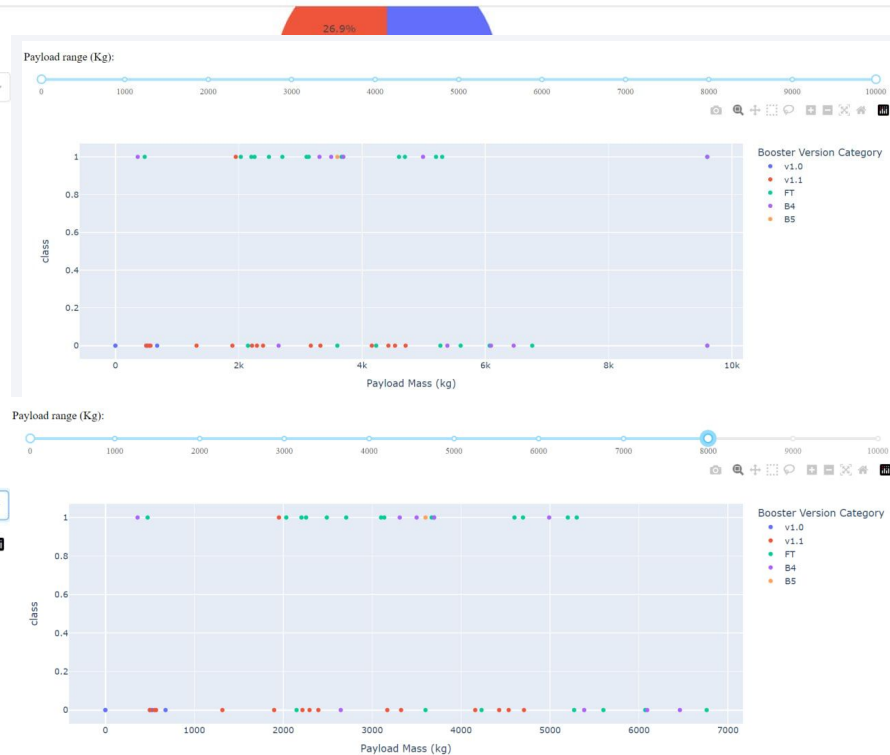 26.9%
Payload range (Kg):
0 1000 2000 3000 4000 5000 6000 7000 8000 9000 10000
Booster Version Category
v1.0
v1.1
FT
B4
B5
1
0.8
0.6
0.4
0.2
0
class
0 2k 4k 6k 8k 10k
Payload Mass (kg)
Payload range (Kg):
0 1000 2000 3000 4000 5000 6000 7000 8000 9000 10000
Booster Version Category
v1.0
v1.1
FT
B4
B5
1
0.8
0.6
0.4
0.2
0
class
0 1000 2000 3000 4000 5000 6000 7000
Payload Mass (kg)